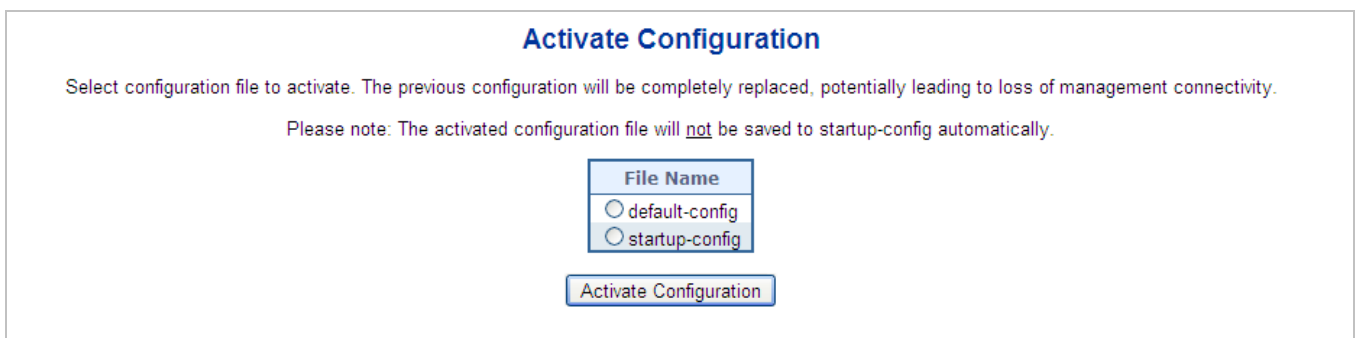 Activate Configuration
Select configuration file to activate. The previous configuration will be completely replaced, potentially leading to loss of management connectivity.
Please note: The activated configuration file will not be saved to startup-config automatically.
File Name
default-config
startup-config
Activate Configuration